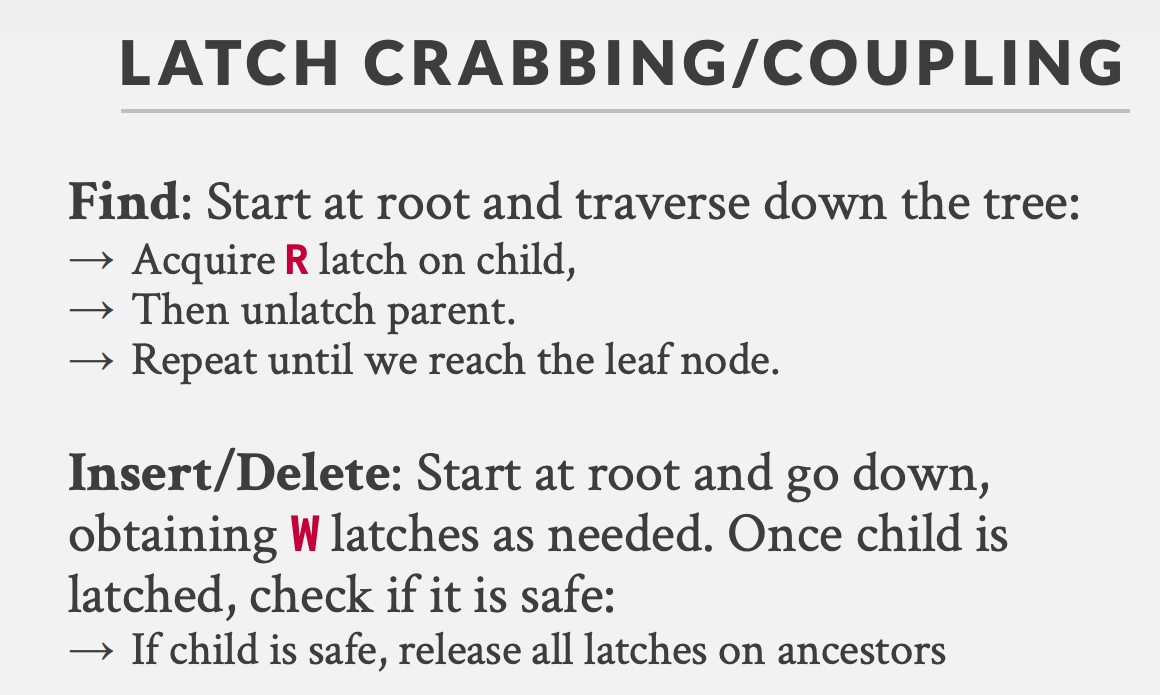 LATCH CRABBING/COUPLING
Find: Start at root and traverse down the tree:
→ Acquire R latch on child,
→ Then unlatch parent.
→ Repeat until we reach the leaf node.
Insert/Delete: Start at root and go down,
obtaining W latches as needed. Once child is
latched, check if it is safe:
→ If child is safe, release all latches on ancestors